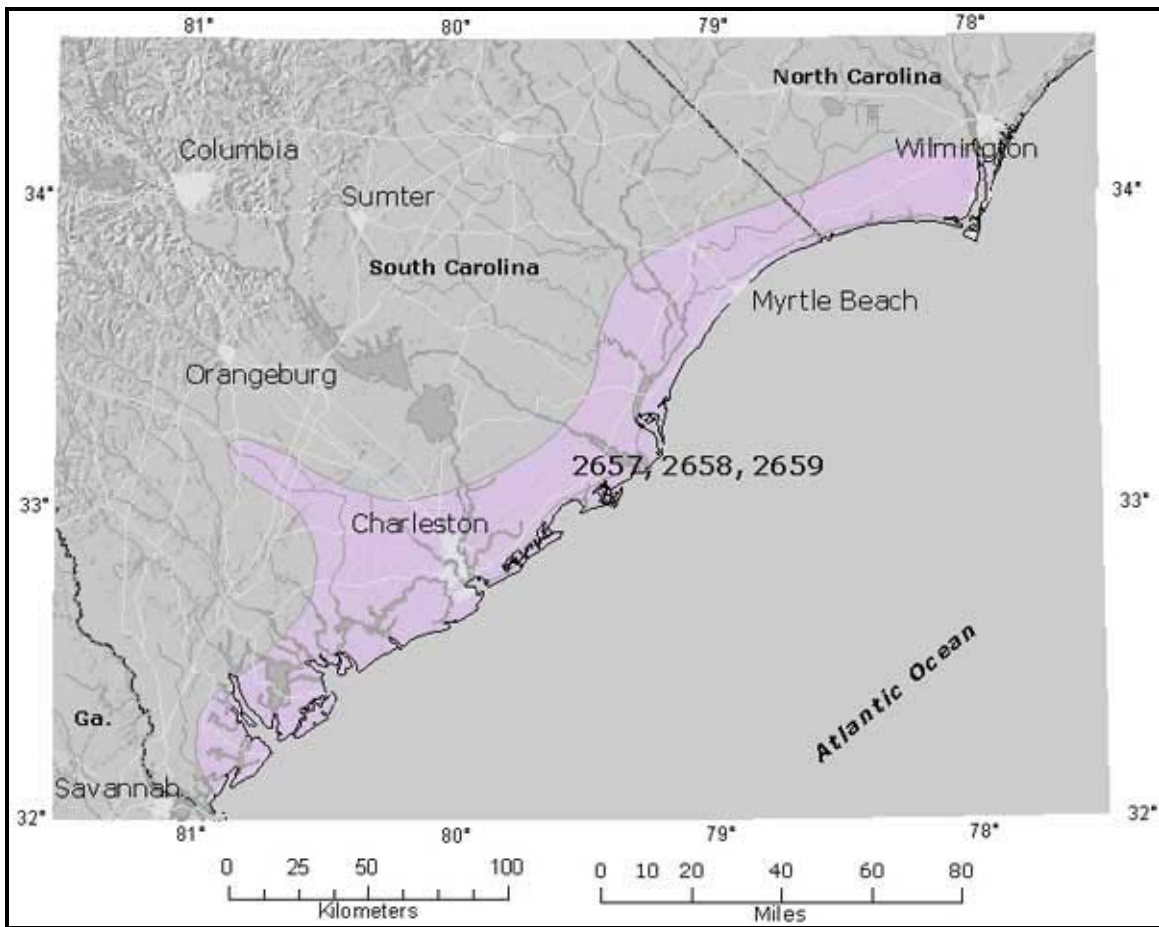 81° 80° 79° 78°
North Carolina
Columbia
Wilmington
34° 34°
Sumter
South Carolina
Myrtle Beach
Orangeburg
2657, 2658, 2659
33° 33°
Charleston
Atlantic Ocean
Ga.
Savannah
32° 32°
81° 80° 79° 78°
0 25 50 100
Kilometers
0 10 20 40 60 80
Miles